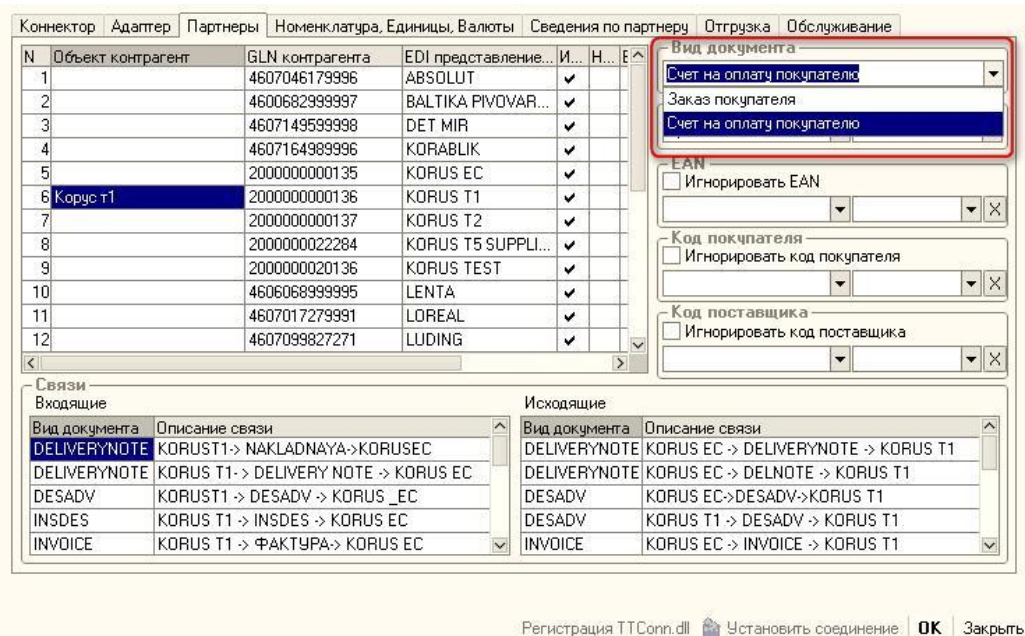 Коннектор Адаптер Партнеры Номенклатура, Единицы, Валюты Сведения по партнеру Отгрузка Обслуживание
N Объект контрагент GLN контрагента EDI представление... И... Н...
1 4607046179996 ABSOLUT
2 4600682999997 BALTIKA PIVOVAR...
3 4607149599998 DET MIR
4 4607164989996 KORABLIK
5 2000000000135 KORUS EC
6 Корус т1 2000000000136 KORUS T1
7 2000000000137 KORUS T2
8 2000000022284 KORUS T5 SUPPLI...
9 2000000020136 KORUS TEST
10 4606068999995 LENTA
11 4607017279991 LOREAL
12 4607099827271 LUDING
Вид документа
Счет на оплату покупателю
Заказ покупателя
Счет на оплату покупателю
EAN
Игнорировать EAN
X
Код покупателя
Игнорировать код покупателя
X
Код поставщика
Игнорировать код поставщика
X
Связи
Входящие
Вид документа Описание связи
DELIVERYNOTE KORUST1-> NAKLADNAYA->KORUSEC
DELIVERYNOTE KORUS T1-> DELIVERY NOTE -> KORUS EC
DESADV KORUST1 -> DESADV -> KORUS _EC
INSDES KORUS T1 -> INSDES -> KORUS EC
INVOICE KORUS T1 -> ФАКТУРА-> KORUS EC
Исходящие
Вид документа Описание связи
DELIVERYNOTE KORUS EC -> DELIVERYNOTE -> KORUS T1
DELIVERYNOTE KORUS EC -> DELNOTE -> KORUS T1
DESADV KORUS EC->DESADV->KORUS T1
DESADV KORUS T1 -> DESADV -> KORUS T1
INVOICE KORUS EC -> INVOICE -> KORUS T1
Регистрация TTConn.dll Установить соединение OK Закрыть